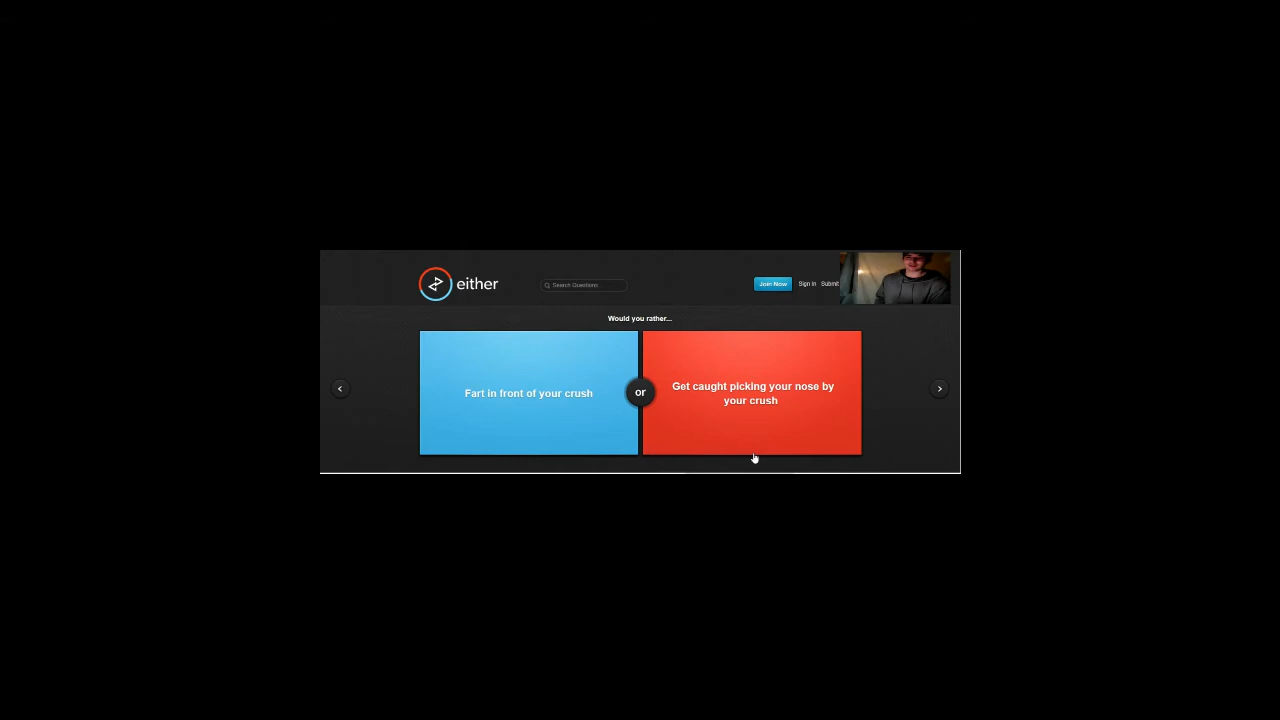 either
Search Questions
Join Now
Sign In
Submit
Would you rather...
Fart in front of your crush
or
Get caught picking your nose by
your crush